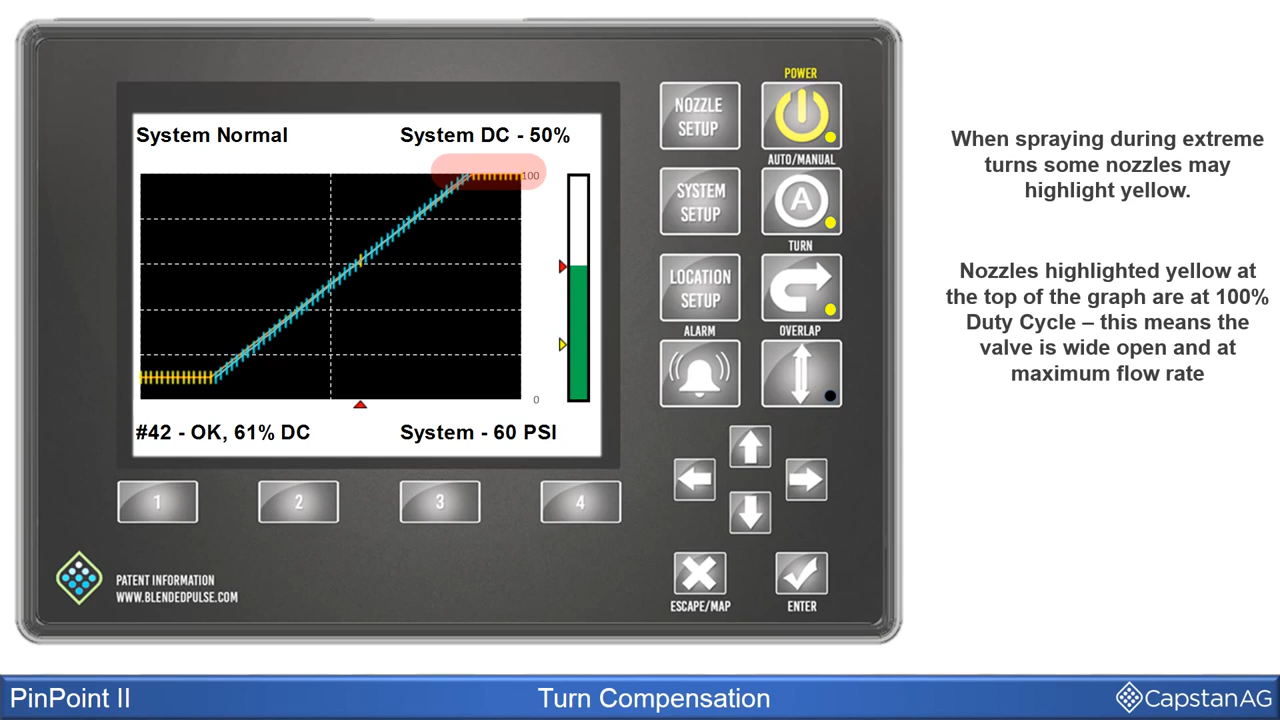 POWER
NOZZLE
SETUP
System Normal
System DC - 50%
AUTO/MANUAL
When spraying during extreme
turns some nozzles may
highlight yellow.
100
SYSTEM
SETUP
A
TURN
LOCATION
SETUP
Nozzles highlighted yellow at
the top of the graph are at 100%
Duty Cycle – this means the
valve is wide open and at
maximum flow rate
ALARM
OVERLAP
0
#42 - OK, 61% DC
System - 60 PSI
1
2
3
4
PATENT INFORMATION
WWW.BLENDEDPULSE.COM
ESCAPE/MAP
ENTER
PinPoint II
Turn Compensation
CapstanAG